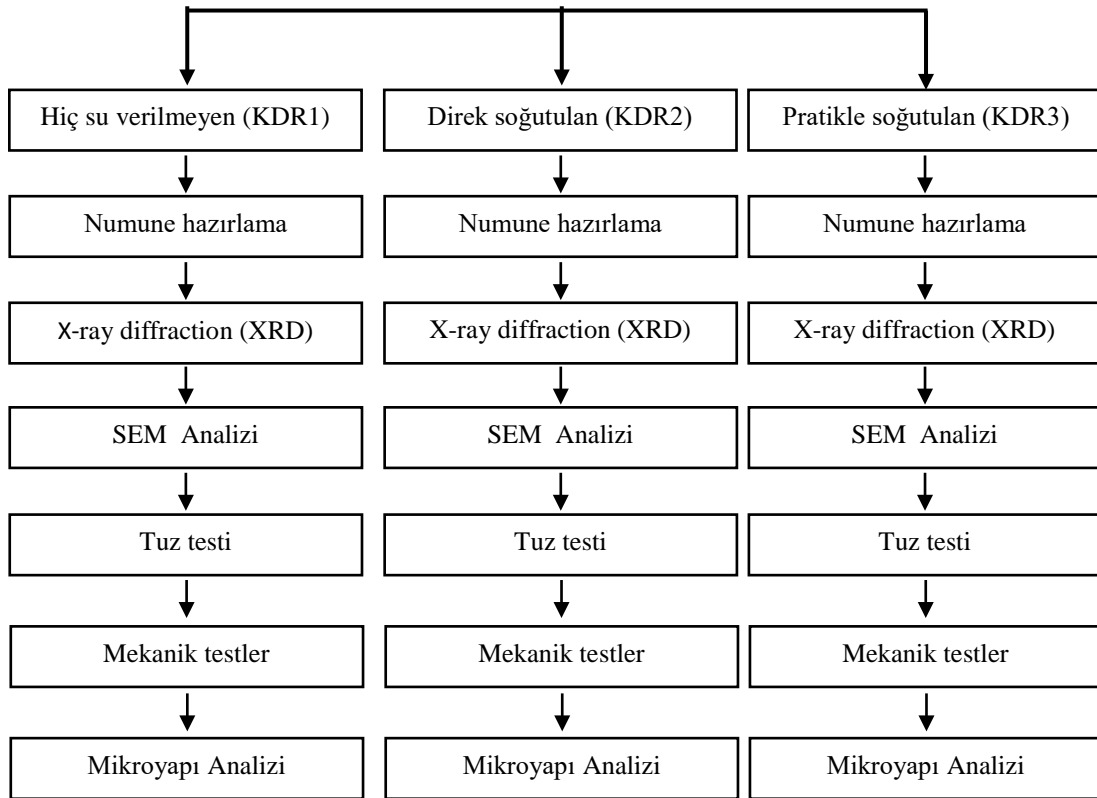 Hiç su verilmeyen (KDR1)
Direk soğutulan (KDR2)
Pratikle soğutulan (KDR3)
Numune hazırlama
Numune hazırlama
Numune hazırlama
X-ray diffraction (XRD)
X-ray diffraction (XRD)
X-ray diffraction (XRD)
SEM Analizi
SEM Analizi
SEM Analizi
Tuz testi
Tuz testi
Tuz testi
Mekanik testler
Mekanik testler
Mekanik testler
Mikroyapı Analizi
Mikroyapı Analizi
Mikroyapı Analizi